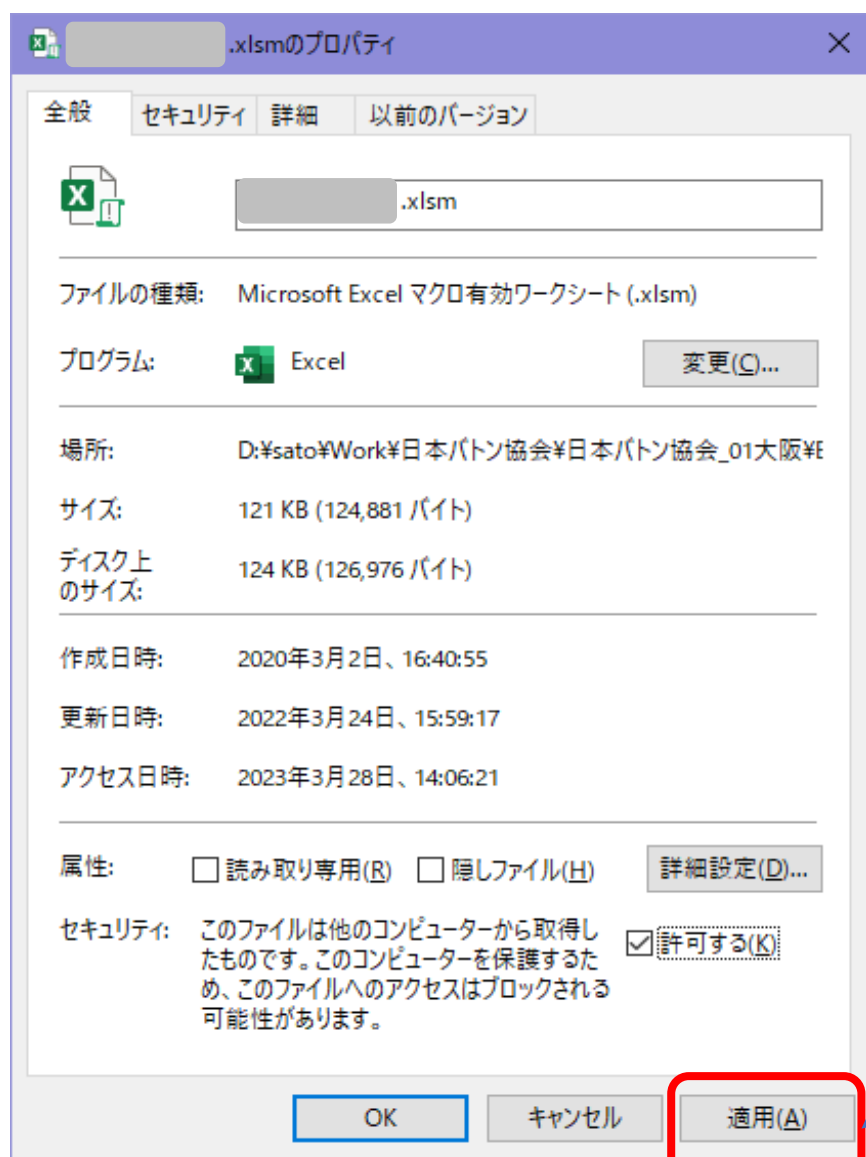 .xlsmのプロパティ
全般 セキュリティ 詳細 以前のバージョン
.xlsm
ファイルの種類: Microsoft Excel マクロ有効ワークシート (.xlsm)
プログラム: Excel 変更(C)...
場所: D:¥sato¥Work¥日本バトン協会¥日本バトン協会_01大阪¥E
サイズ: 121 KB (124,881 バイト)
ディスク上
のサイズ: 124 KB (126,976 バイト)
作成日時: 2020年3月2日、16:40:55
更新日時: 2022年3月24日、15:59:17
アクセス日時: 2023年3月28日、14:06:21
属性: 読み取り専用(R) 隠しファイル(H) 詳細設定(D)...
セキュリティ: このファイルは他のコンピューターから取得し
たものです。このコンピューターを保護するた 許可する(K)
め、このファイルへのアクセスはブロックされる
可能性があります。
OK キャンセル 適用(A)